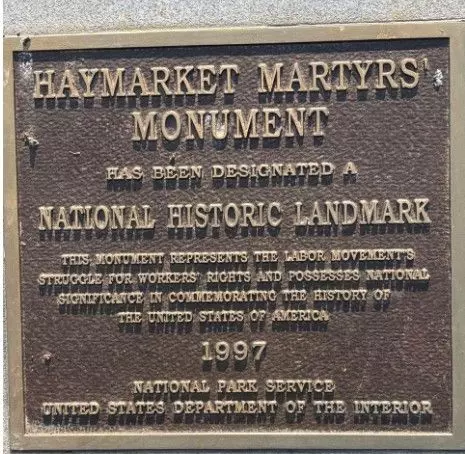 HAYMARKET MARTYRS'
MONUMENT
HAS BEEN DESIGNATED A
NATIONAL HISTORIC LANDMARK
THIS MONUMENT REPRESENTS THE LABOR MOVEMENT'S
STRUGGLE FOR WORKERS' RIGHTS AND POSSESSES NATIONAL
SIGNIFICANCE IN COMMEMORATING THE HISTORY OF
THE UNITED STATES OF AMERICA
1997
NATIONAL PARK SERVICE
UNITED STATES DEPARTMENT OF THE INTERIOR